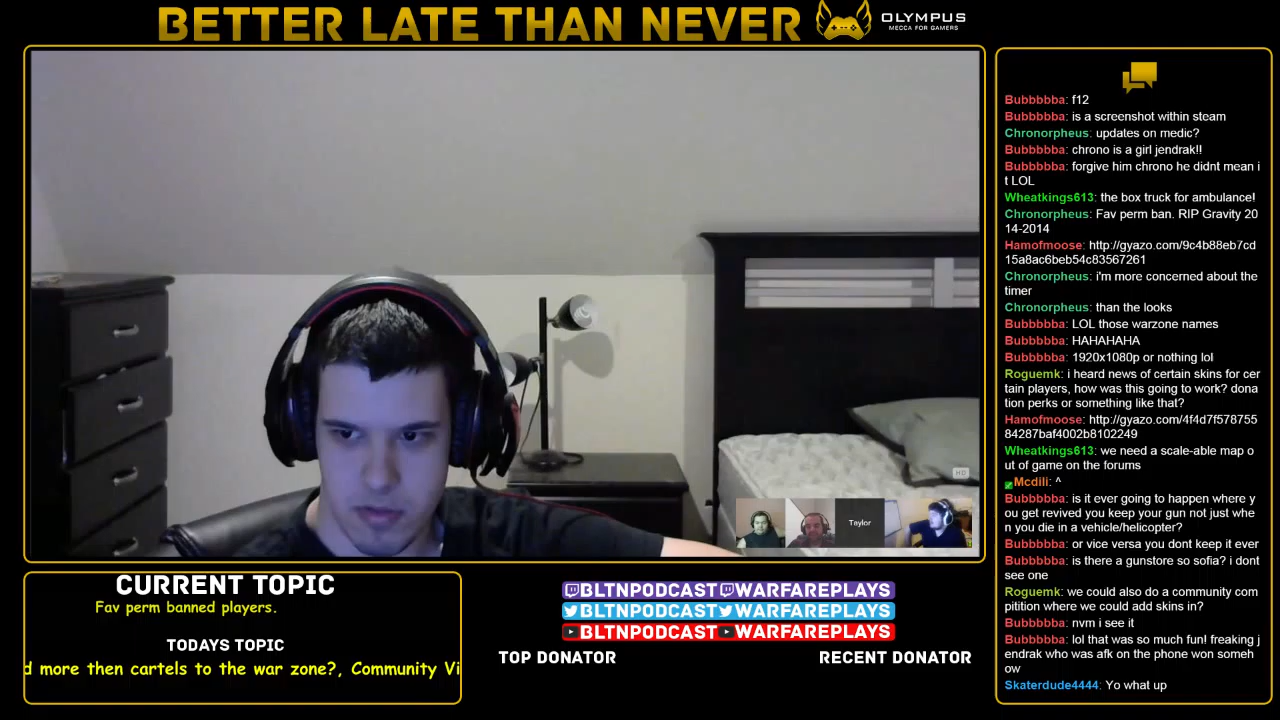 BETTER LATE THAN NEVER
OLYMPUS
MECCA FOR GAMERS
Bubbbbba: f12
Bubbbbba: is a screenshot within steam
Chronorpheus: updates on medic?
Bubbbbba: chrono is a girl jendrak!!
Bubbbbba: forgive him chrono he didnt mean i
t LOL
Wheatkings613: the box truck for ambulance!
Chronorpheus: Fav perm ban. RIP Gravity 20
14-2014
Hamofmoose: http://gyazo.com/9c4b88eb7cd
15a8ac6beb54c83567261
Chronorpheus: i'm more concerned about the
timer
Chronorpheus: than the looks
Bubbbbba: LOL those warzone names
Bubbbbba: HAHAHAHA
Bubbbbba: 1920x1080p or nothing lol
Roguemk: i heard news of certain skins for cer
tain players, how was this going to work? dona
tion perks or something like that?
Hamofmoose: http://gyazo.com/4f4d7f578755
84287baf4002b8102249
Wheatkings613: we need a scale-able map o
ut of game on the forums
Mcdili: ^
Bubbbbba: is it ever going to happen where y
ou get revived you keep your gun not just whe
n you die in a vehicle/helicopter?
Bubbbbba: or vice versa you dont keep it ever
Bubbbbba: is there a gunstore so sofia? i dont
see one
Roguemk: we could also do a community com
pitition where we could add skins in?
Bubbbbba: nvm i see it
Bubbbbba: lol that was so much fun! freaking j
endrak who was afk on the phone won someh
ow
Skaterdude4444: Yo what up
HD
Taylor
CURRENT TOPIC
Fav perm banned players.
TODAYS TOPIC
d more then cartels to the war zone?, Community Vi
BLTNPODCAST WARFAREPLAYS
BLTNPODCAST WARFAREPLAYS
BLTNPODCAST WARFAREPLAYS
TOP DONATOR
RECENT DONATOR